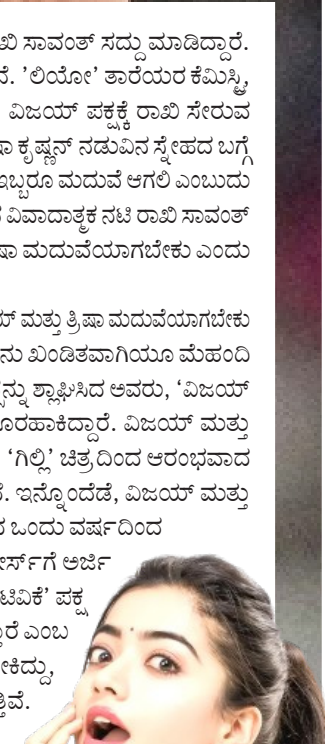 ಸಾವಂತ್ ಸದ್ದು ಮಾಡಿದ್ದಾರೆ.
'ಲಿಯೋ' ತಾರೆಯರ ಕೆಮಿಸ್ಟ್ರಿ,
ವಿಜಯ್ ಪಕ್ಷಕ್ಕೆ ರಾಖಿ ಸೇರುವ
ಕೃಷ್ಣನ್ ನಡುವಿನ ಸ್ನೇಹದ ಬಗ್ಗೆ
ಇಬ್ಬರೂ ಮದುವೆ ಆಗಲಿ ಎಂಬುದು
ವಿವಾದಾತ್ಮಕ ನಟಿ ರಾಖಿ ಸಾವಂತ್
ಮದುವೆಯಾಗಬೇಕು ಎಂದು
ಮತ್ತು ತ್ರಿಷಾ ಮದುವೆಯಾಗಬೇಕು
ಖಂಡಿತವಾಗಿಯೂ ಮೆಹಂದಿ
ಶ್ಲಾಘಿಸಿದ ಅವರು, 'ವಿಜಯ್
ವಿಜಯ್ ಮತ್ತು
'ಗಿಲ್ಲಿ' ಚಿತ್ರದಿಂದ ಆರಂಭವಾದ
ಇನ್ನೊಂದೆಡೆ, ವಿಜಯ್ ಮತ್ತು
ಒಂದು ವರ್ಷದಿಂದ
ಅರ್ಜಿ
ಪಕ್ಷ
ಎಂಬ